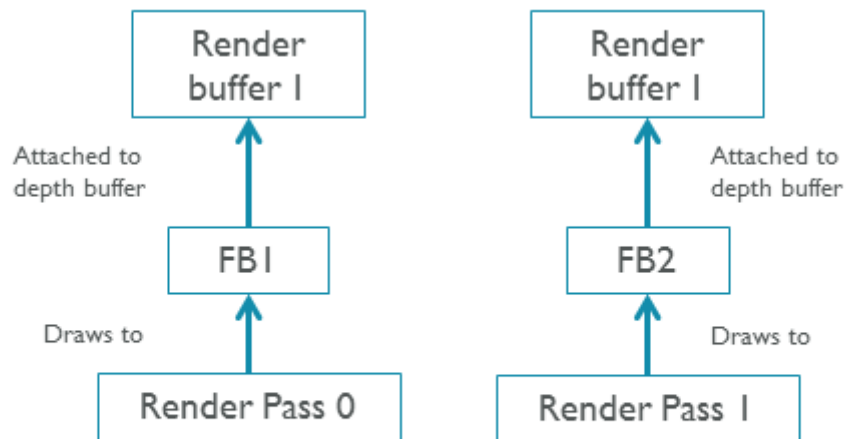 Render
buffer 1
Render
buffer 1
Attached to
depth buffer
Attached to
depth buffer
FB1
FB2
Draws to
Draws to
Render Pass 0
Render Pass 1